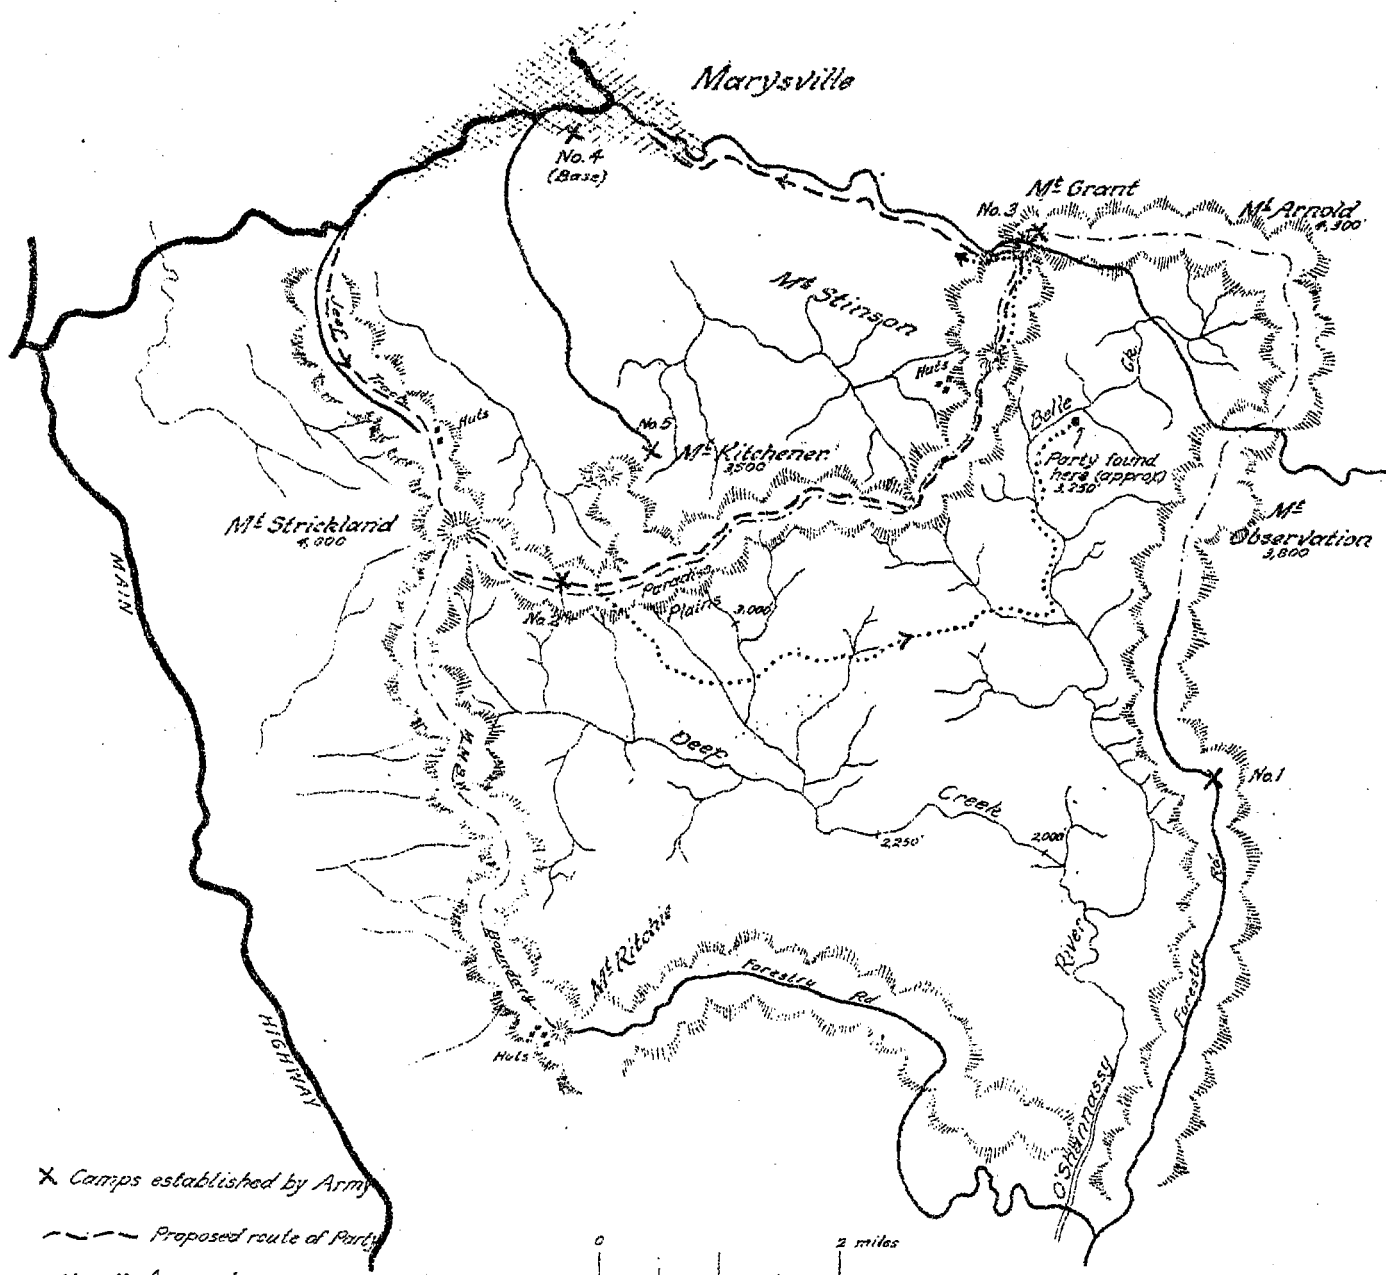 Marysville
No. 4
(Base)
Mt Grant
No. 3
Mt Arnold
4,300'
Mt Stinson
Jeep
Track
Huts
Huts
Ck.
Belle
No. 5
Mt Kitchener
3,500'
Party found
here (approx)
3,250'
Mt Strickland
4,000
Mt
Observation
3,800
MAIN
No. 2
Paradise
Plains
3,000'
M.M.B.W.
Deep
No. 1
Creek
2,250'
2,000'
Rd.
Mt Ritchie
Boundary
River
Forestry
Rd
Forestry
Huts
HIGHWAY
O'SHANNASSY
X Camps established by Army
Proposed route of Party
0
2 miles